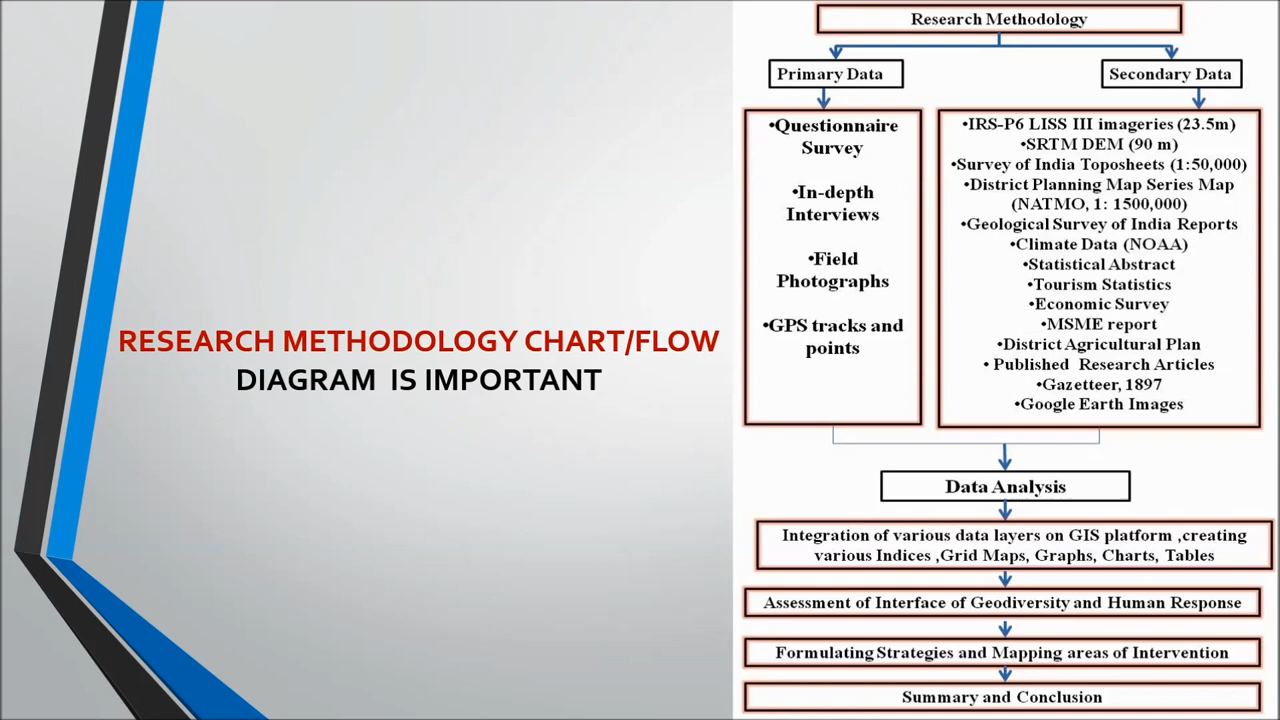 RESEARCH METHODOLOGY CHART/FLOW
DIAGRAM IS IMPORTANT
Research Methodology
Primary Data
Secondary Data
•Questionnaire
Survey
•In-depth
Interviews
•Field
Photographs
•GPS tracks and
points
•IRS-P6 LISS III imageries (23.5m)
•SRTM DEM (90 m)
•Survey of India Toposheets (1:50,000)
•District Planning Map Series Map
(NATMO, 1: 1500,000)
•Geological Survey of India Reports
•Climate Data (NOAA)
•Statistical Abstract
•Tourism Statistics
•Economic Survey
•MSME report
•District Agricultural Plan
• Published Research Articles
•Gazetteer, 1897
•Google Earth Images
Data Analysis
Integration of various data layers on GIS platform ,creating
various Indices ,Grid Maps, Graphs, Charts, Tables
Assessment of Interface of Geodiversity and Human Response
Formulating Strategies and Mapping areas of Intervention
Summary and Conclusion